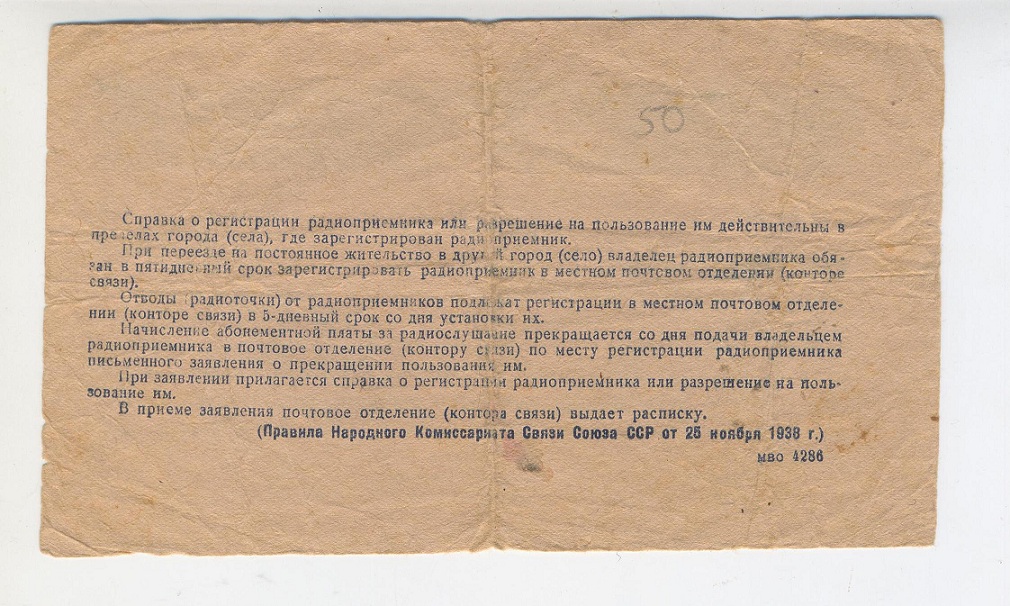 50
Справка о регистрации радиоприемника или разрешение на пользование им действительны в
пределах города (села), где зарегистрирован радиоприемник.
При переезде на постоянное жительство в другой город (село) владелец радиоприемника обя-
зан в пятидневный срок зарегистрировать радиоприемник в местном почтовом отделении (конторе
связи).
Отводы (радиоточки) от радиоприемников подлежат регистрации в местном почтовом отделе-
нии (конторе связи) в 5-дневный срок со дня установки их.
Начисление абонементной платы за радиослушание прекращается со дня подачи владельцем
радиоприемника в почтовое отделение (контору связи) по месту регистрации радиоприемника
письменного заявления о прекращении пользования им.
При заявлении прилагается справка о регистрации радиоприемника или разрешение на поль-
зование им.
В приеме заявления почтовое отделение (контора связи) выдает расписку.
(Правила Народного Комиссариата Связи Союза ССР от 25 ноября 1938 г.)
мво 4286